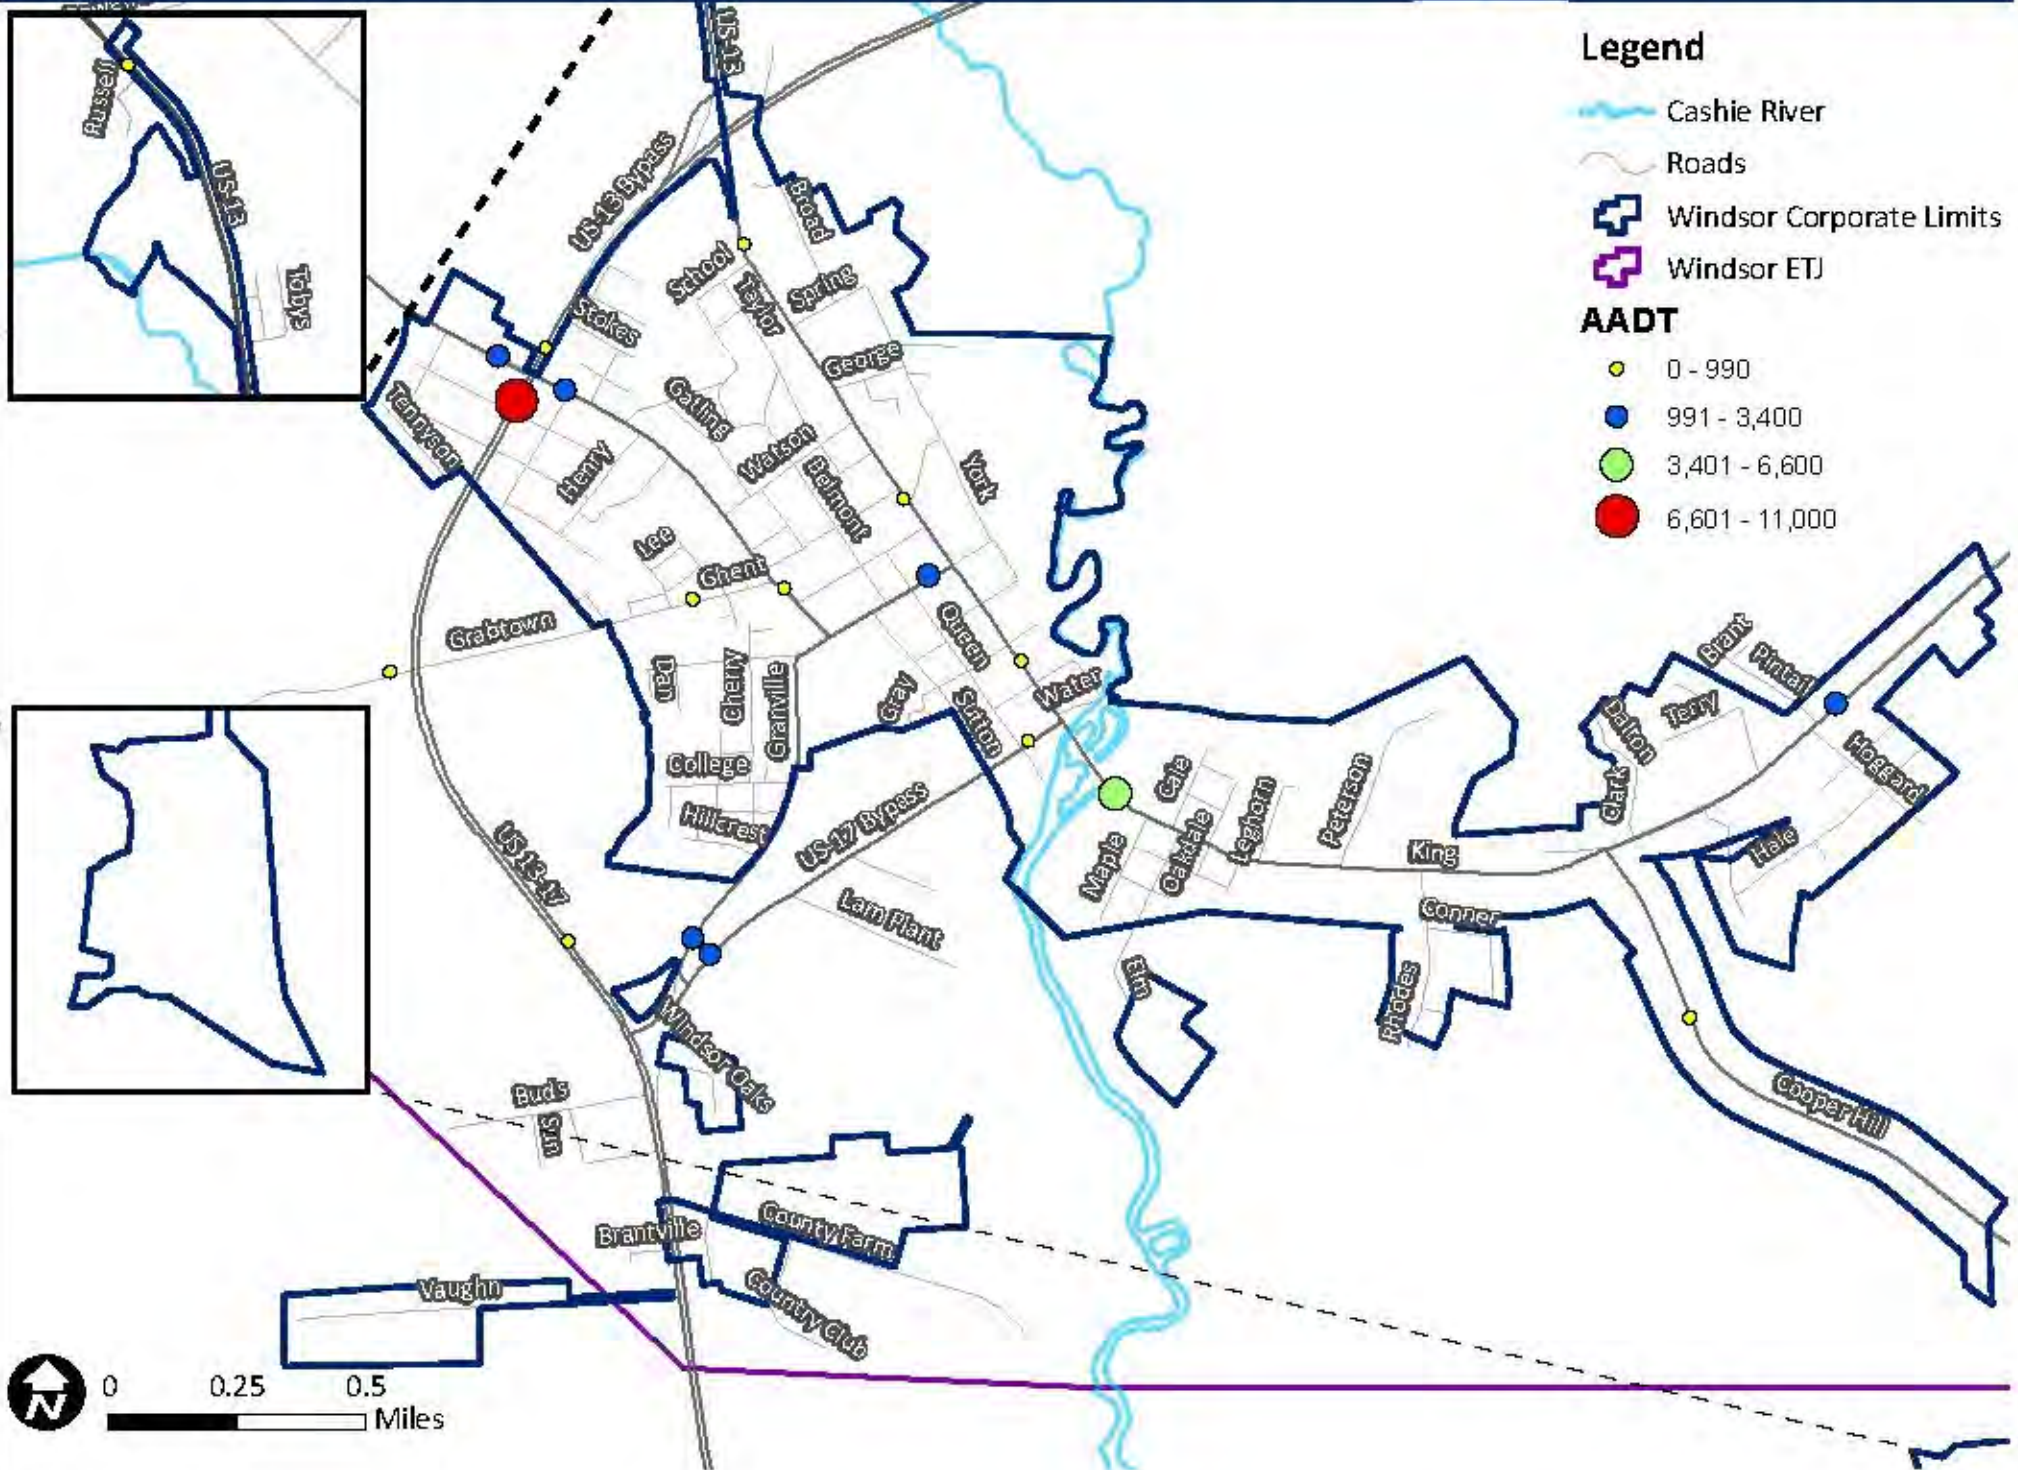 US-13
Russell
US-13
Tobys
US-13 Bypass
Broad
School
Taylor
Spring
Stokes
George
Tennyson
Gatling
Watson
Henry
Belmont
York
Lee
Ghent
Grabtown
Queen
Dan
Cherry
Granville
Gray
Sutton
Water
College
Hillcrest
US-17 Bypass
US 13-17
Lam Plant
Cale
Maple
Oakdale
Leghorn
Peterson
King
Conner
Rhodes
Elm
Brant
Pintail
Dalton
Terry
Clark
Hoggard
Hale
Cooper Hill
Windsor Oaks
Buds
Sin
Brantville
County Farm
Vaughn
Country Club
Legend
Cashie River
Roads
Windsor Corporate Limits
Windsor ETJ
AADT
0 - 990
991 - 3,400
3,401 - 6,600
6,601 - 11,000
N
0 0.25 0.5
Miles